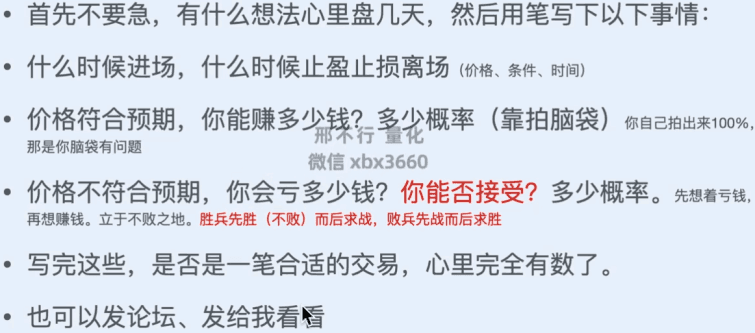 • 首先不要急，有什么想法心里盘几天，然后用笔写下以下事情：
• 什么时候进场，什么时候止盈止损离场（价格、条件、时间）
• 价格符合预期，你能赚多少钱？多少概率（靠拍脑袋）你自己拍出来100%，
那是你脑袋有问题
邢不行 量化
微信 xbx3660
• 价格不符合预期，你会亏多少钱？你能否接受？多少概率。先想着亏钱，
再想赚钱。立于不败之地。胜兵先胜（不败）而后求战，败兵先战而后求胜
• 写完这些，是否是一笔合适的交易，心里完全有数了。
• 也可以发论坛、发给我看看